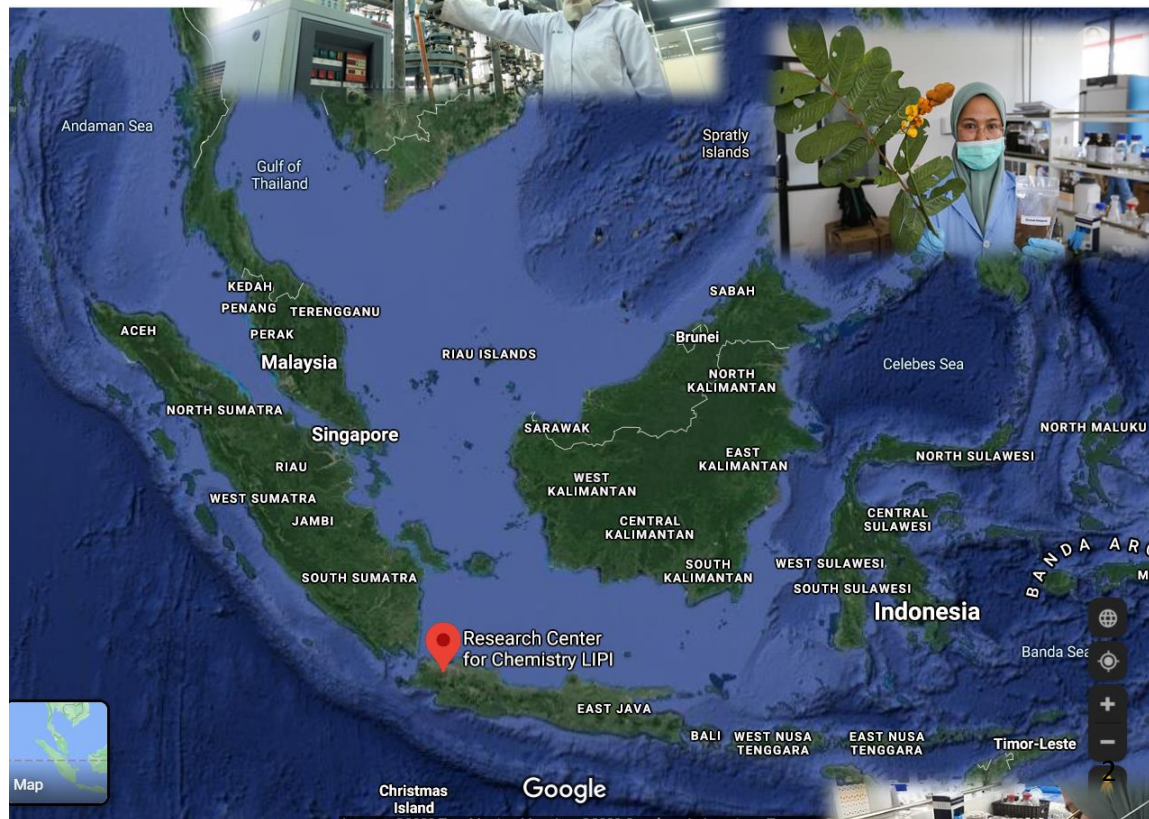 Andaman Sea
Gulf of
Thailand
Spratly
Islands
KEDAH
PENANG
TERENGGANU
PERAK
Malaysia
ACEH
RIAU ISLANDS
SABAH
Brunei
NORTH
KALIMANTAN
Celebes Sea
NORTH SUMATRA
Singapore
SARAWAK
NORTH MALUKU
NORTH SULAWESI
RIAU
EAST
KALIMANTAN
WEST
KALIMANTAN
WEST SUMATRA
JAMBI
CENTRAL
KALIMANTAN
CENTRAL
SULAWESI
SOUTH SUMATRA
SOUTH
KALIMANTAN
WEST SULAWESI
SOUTH SULAWESI
BANDA ARC
M
Indonesia
Research Center
for Chemistry LIPI
Banda Sea
EAST JAVA
BALI
WEST NUSA
TENGGARA
EAST NUSA
TENGGARA
Timor-Leste
+
−
2
Map
Christmas
Island
Google